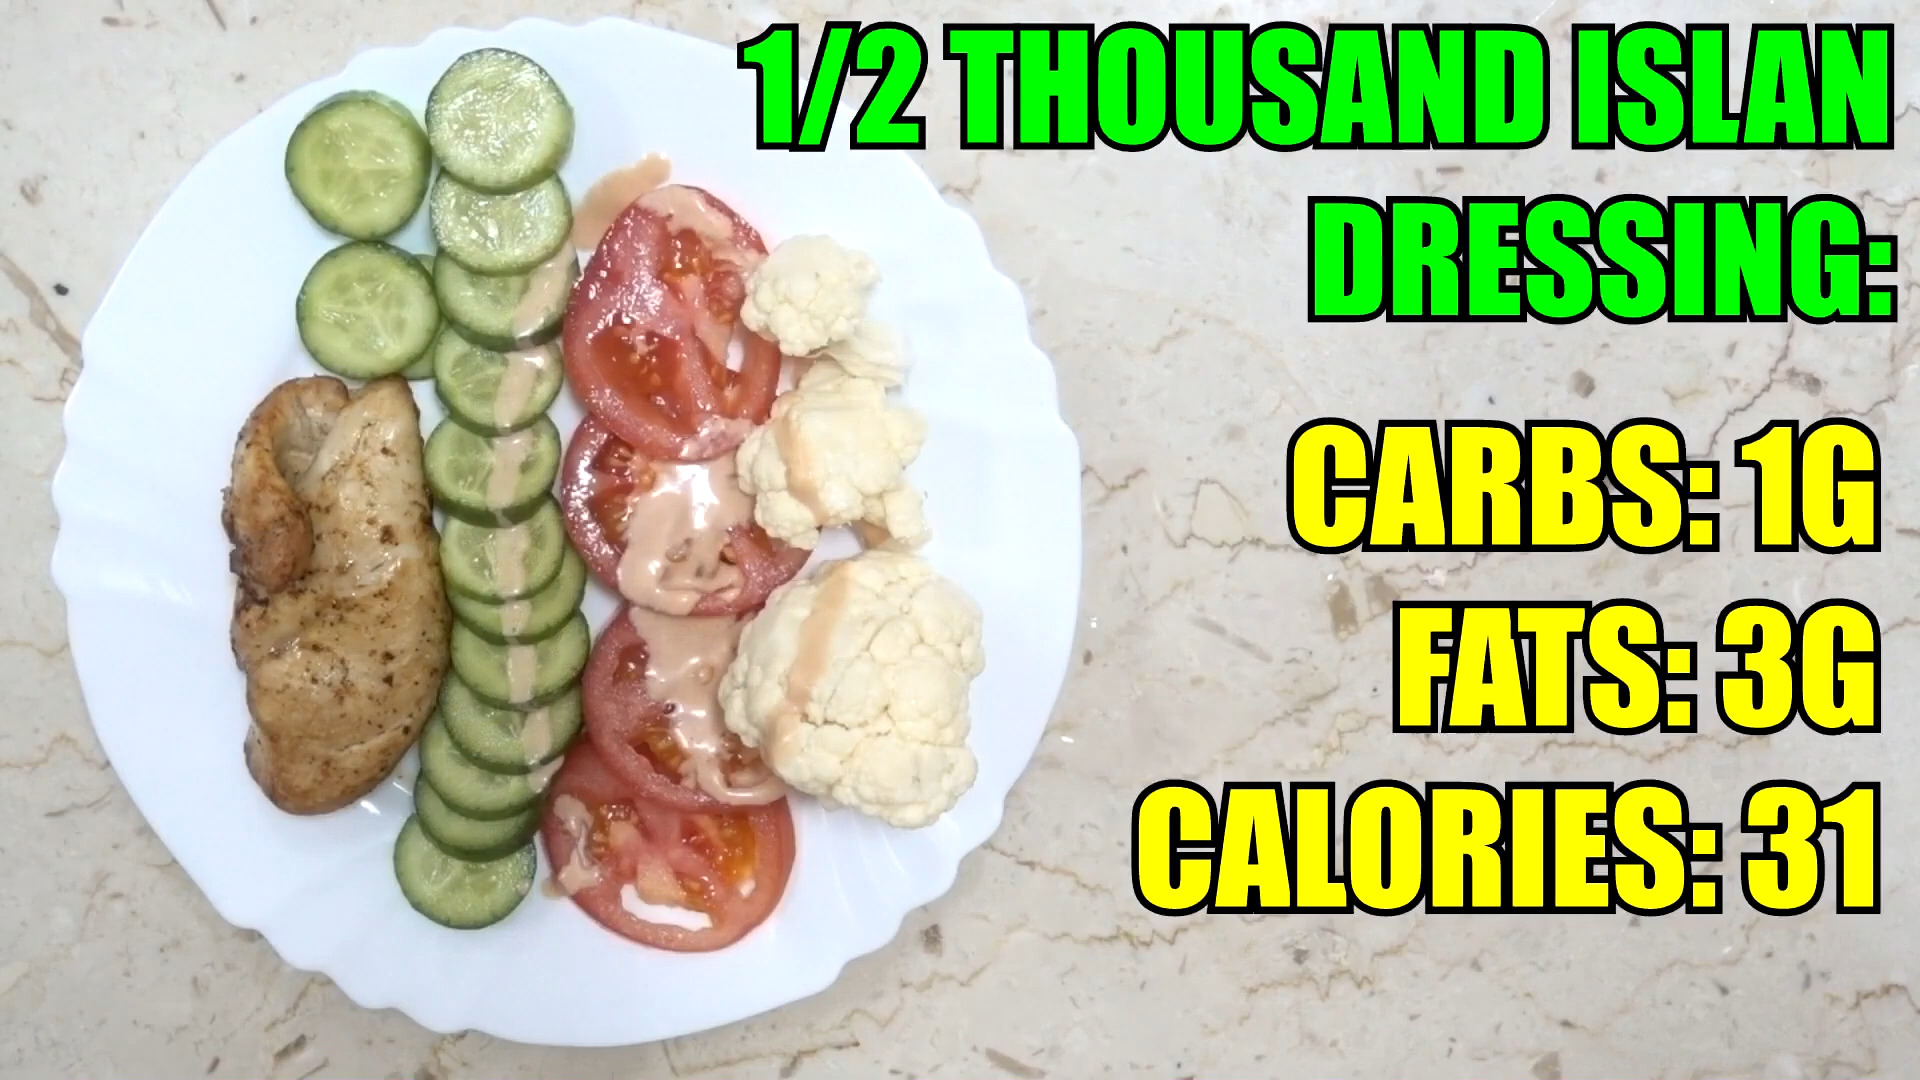 1/2 THOUSAND ISLAN
DRESSING:
CARBS: 1G
FATS: 3G
CALORIES: 31